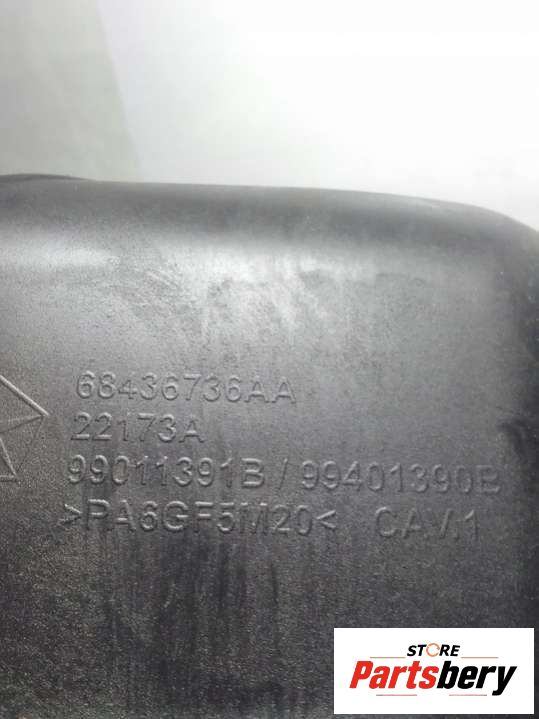 68436736AA
22173A
99011391B / 99401390B
>PA6GF5M20< CAV.1
STORE
Partsbery